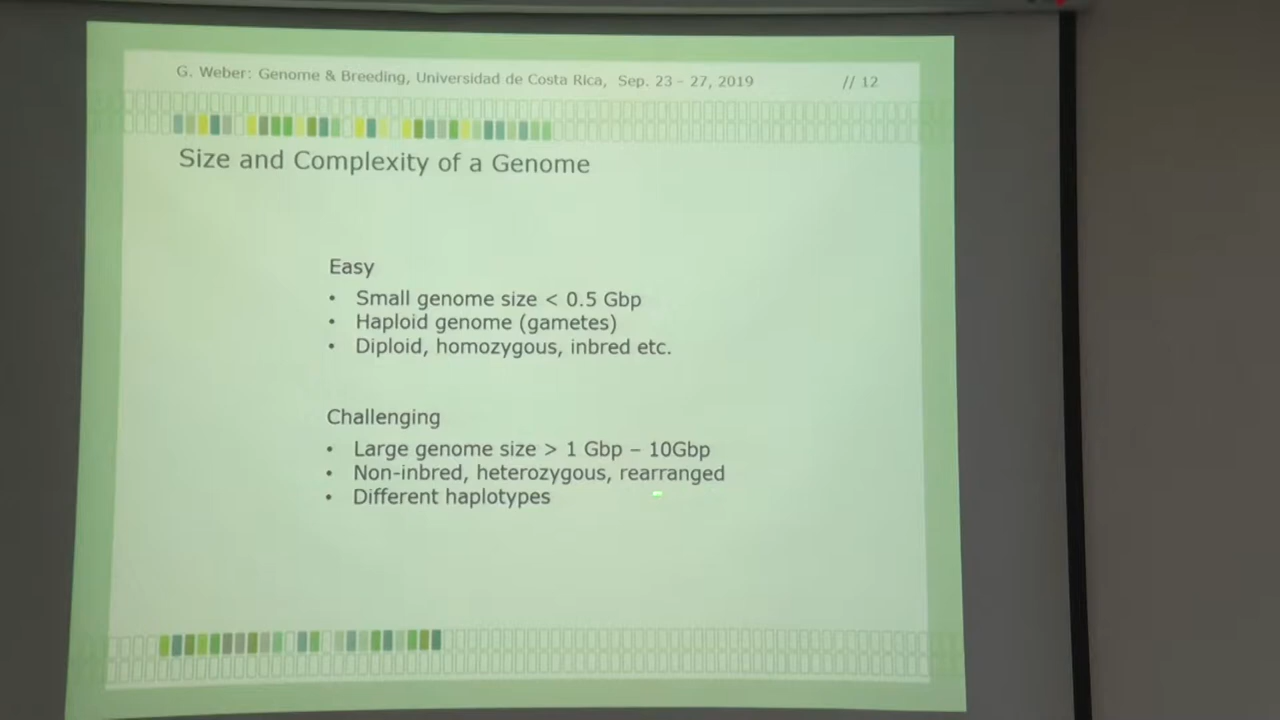 G. Weber: Genome & Breeding, Universidad de Costa Rica, Sep. 23 – 27, 2019 // 12
Size and Complexity of a Genome
Easy
• Small genome size < 0.5 Gbp
• Haploid genome (gametes)
• Diploid, homozygous, inbred etc.
Challenging
• Large genome size > 1 Gbp – 10Gbp
• Non-inbred, heterozygous, rearranged
• Different haplotypes